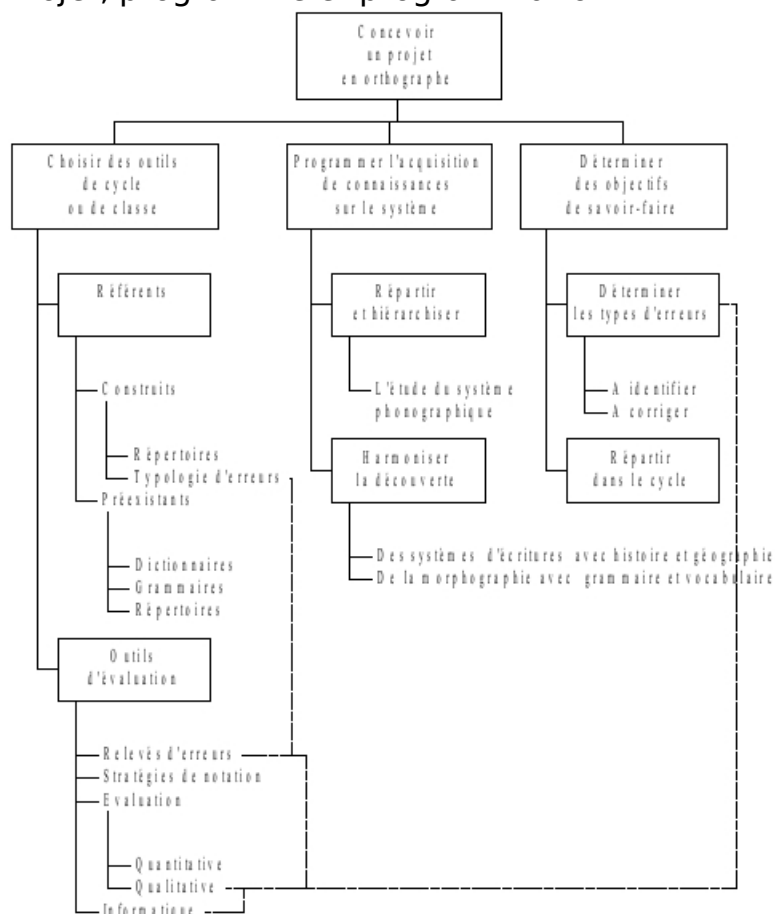 Concevoir
un projet
en orthographe
Choisir des outils
de cycle
ou de classe
Programmer l'acquisition
de connaissances
sur le système
Déterminer
des objectifs
de savoir-faire
Référents
Construits
Répertoires
Typologie d'erreurs
Préexistants
Dictionnaires
Grammaires
Répertoires
Outils
d'évaluation
Relevés d'erreurs
Stratégies de notation
Evaluation
Quantitative
Qualitative
Informatique
Répartir
et hiérarchiser
L'étude du système
phonographique
Harmoniser
la découverte
Des systèmes d'écritures avec histoire et géographie
De la morphographie avec grammaire et vocabulaire
Déterminer
les types d'erreurs
A identifier
A corriger
Répartir
dans le cycle